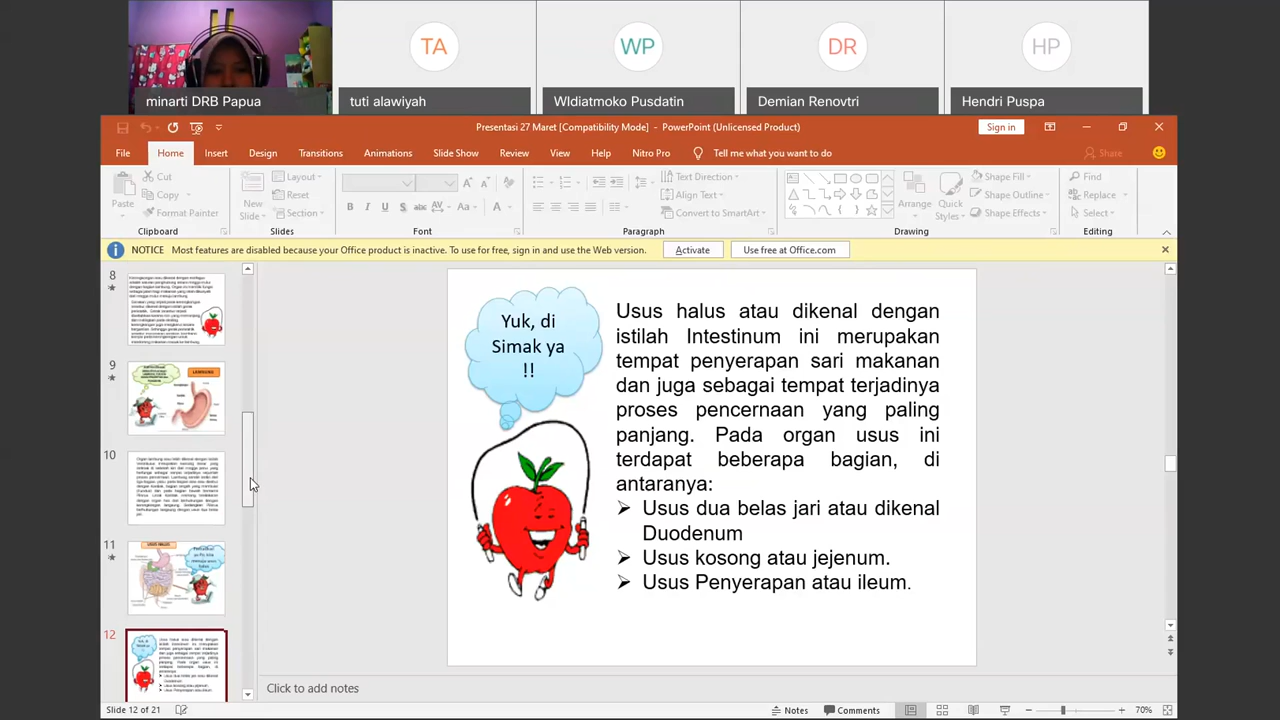 TA
WP
DR
HP
minarti DRB Papua
tuti alawiyah
WIdiatmoko Pusdatin
Demian Renovtri
Hendri Puspa
Presentasi 27 Maret [Compatibility Mode] - PowerPoint (Unlicensed Product)
Sign in
File Home Insert Design Transitions Animations Slide Show Review View Help Nitro Pro Tell me what you want to do
Share
Paste
Cut
Copy
Format Painter
Clipboard
New
Slide
Layout
Reset
Section
Slides
Font
Text Direction
Align Text
Convert to SmartArt
Paragraph
Arrange
Quick
Styles
Shape Fill
Shape Outline
Shape Effects
Drawing
Find
Replace
Select
Editing
NOTICE Most features are disabled because your Office product is inactive. To use for free, sign in and use the Web version.
Activate
Use free at Office.com
8
9
LAMBUNG
10
11
USUS HALUS
12
Yuk, di
Simak ya
!!
Usus halus atau dikenal dengan
istilah Intestinum ini merupakan
tempat penyerapan sari makanan
dan juga sebagai tempat terjadinya
proses pencernaan yang paling
panjang. Pada organ usus ini
terdapat beberapa bagian di
antaranya:
➢ Usus dua belas jari atau dikenal
Duodenum
Usus kosong atau jejenum
➢ Usus Penyerapan atau ileum.
Click to add notes
Slide 12 of 21
Notes
Comments
70%